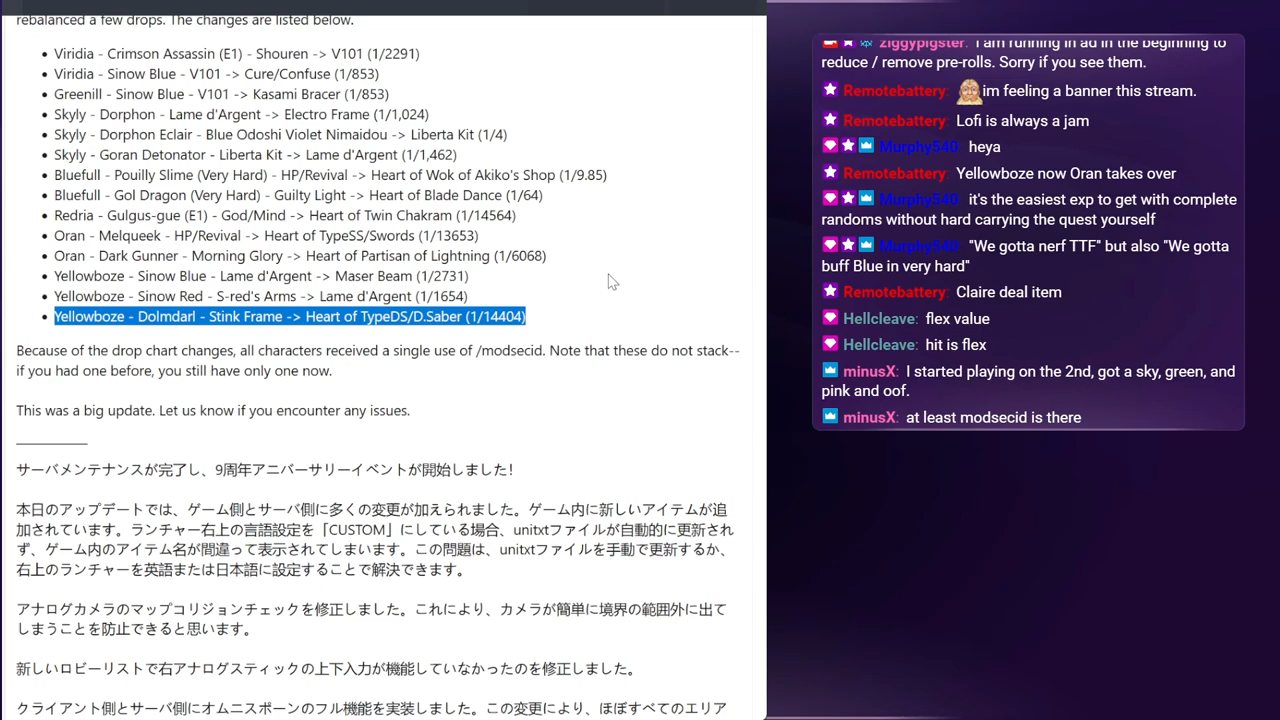 rebalanced a few drops. The changes are listed below.
• Viridia - Crimson Assassin (E1) - Shouren -> V101 (1/2291)
• Viridia - Sinow Blue - V101 -> Cure/Confuse (1/853)
• Greenill - Sinow Blue - V101 -> Kasami Bracer (1/853)
• Skyly - Dorphon - Lame d'Argent -> Electro Frame (1/1,024)
• Skyly - Dorphon Eclair - Blue Odoshi Violet Nimaidou -> Liberta Kit (1/4)
• Skyly - Goran Detonator - Liberta Kit -> Lame d'Argent (1/1,462)
• Bluefull - Pouilly Slime (Very Hard) - HP/Revival -> Heart of Wok of Akiko's Shop (1/9.85)
• Bluefull - Gol Dragon (Very Hard) - Guilty Light -> Heart of Blade Dance (1/64)
• Redria - Gulgus-gue (E1) - God/Mind -> Heart of Twin Chakram (1/14564)
• Oran - Melqueek - HP/Revival -> Heart of TypeSS/Swords (1/13653)
• Oran - Dark Gunner - Morning Glory -> Heart of Partisan of Lightning (1/6068)
• Yellowboze - Sinow Blue - Lame d'Argent -> Maser Beam (1/2731)
• Yellowboze - Sinow Red - S-red's Arms -> Lame d'Argent (1/1654)
• Yellowboze - Dolmdarl - Stink Frame -> Heart of TypeDS/D.Saber (1/14404)
Because of the drop chart changes, all characters received a single use of /modsecid. Note that these do not stack--
if you had one before, you still have only one now.
This was a big update. Let us know if you encounter any issues.
サーバメンテナンスが完了し、9周年アニバーサリーイベントが開始しました!
本日のアップデートでは、ゲーム側とサーバ側に多くの変更が加えられました。ゲーム内に新しいアイテムが追
加されています。ランチャー右上の言語設定を「CUSTOM」にしている場合、unitxtファイルが自動的に更新され
ず、ゲーム内のアイテム名が間違って表示されてしまいます。この問題は、unitxtファイルを手動で更新するか、
右上のランチャーを英語または日本語に設定することで解決できます。
アナログカメラのマップコリジョンチェックを修正しました。これにより、カメラが簡単に境界の範囲外に出て
しまうことを防止できると思います。
新しいロビーリストで右アナログスティックの上下入力が機能していなかったのを修正しました。
クライアント側とサーバ側にオムニスポーンのフル機能を実装しました。この変更により、ほぼすべてのエリア
ziggypigster: I am running in ad in the beginning to
reduce / remove pre-rolls. Sorry if you see them.
Remotebattery: im feeling a banner this stream.
Remotebattery: Lofi is always a jam
Murphy540: heya
Remotebattery: Yellowboze now Oran takes over
Murphy540: it's the easiest exp to get with complete
randoms without hard carrying the quest yourself
Murphy540: "We gotta nerf TTF" but also "We gotta
buff Blue in very hard"
Remotebattery: Claire deal item
Hellcleave: flex value
Hellcleave: hit is flex
minusX: I started playing on the 2nd, got a sky, green, and
pink and oof.
minusX: at least modsecid is there